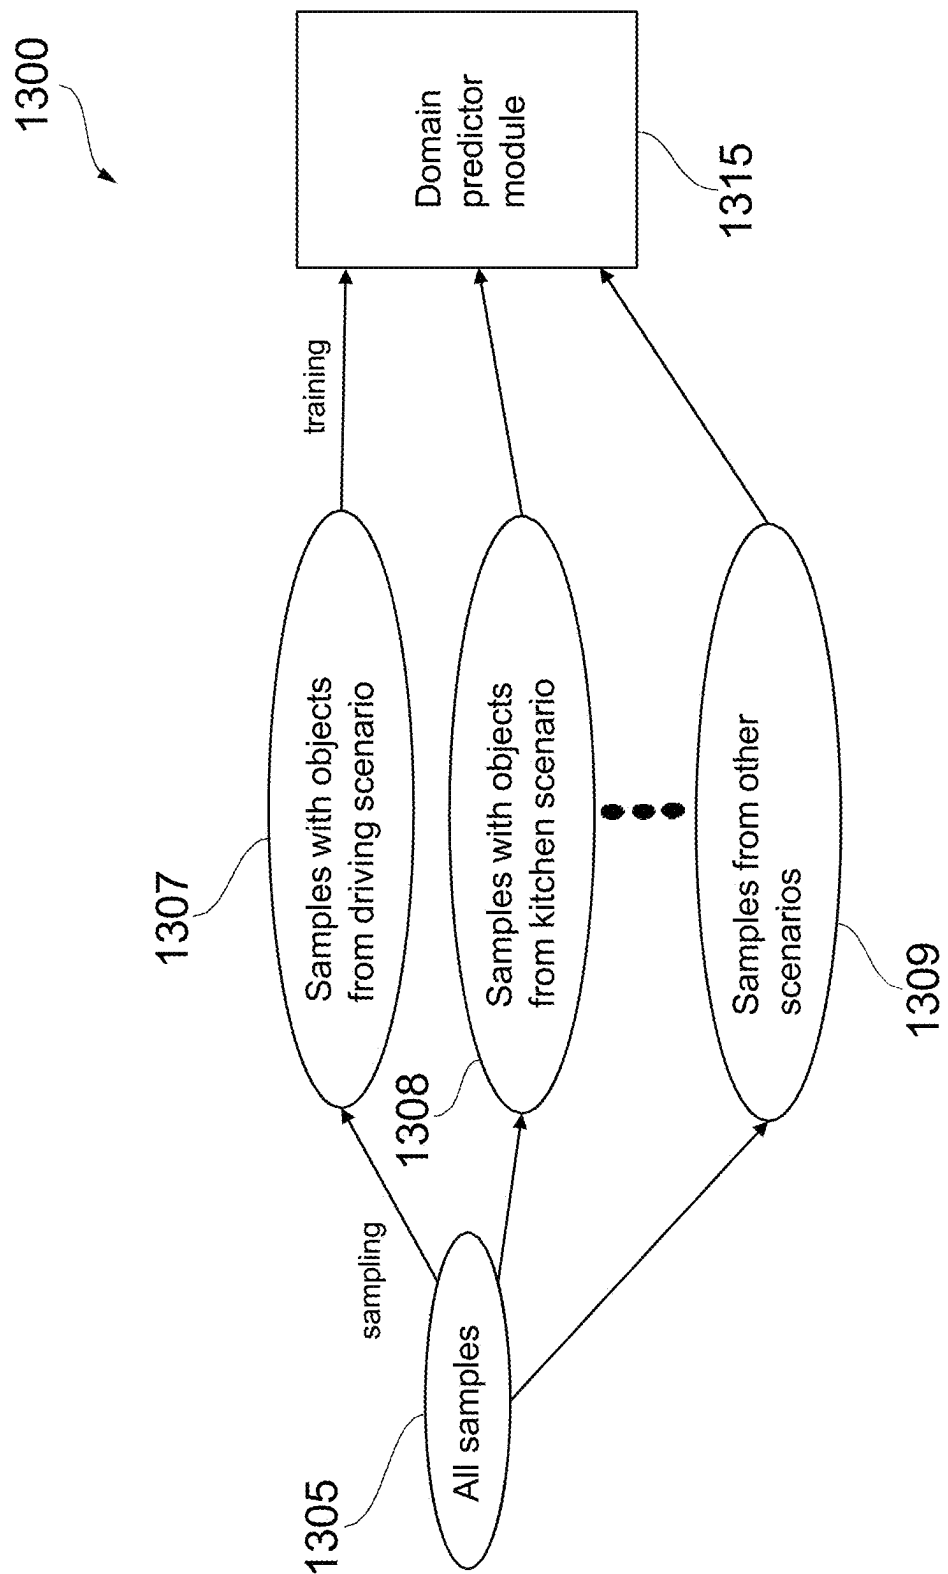 1300
1305
All samples
sampling
1307
Samples with objects
from driving scenario
1308
Samples with objects
from kitchen scenario
Samples from other
scenarios
1309
training
Domain
predictor
module
1315